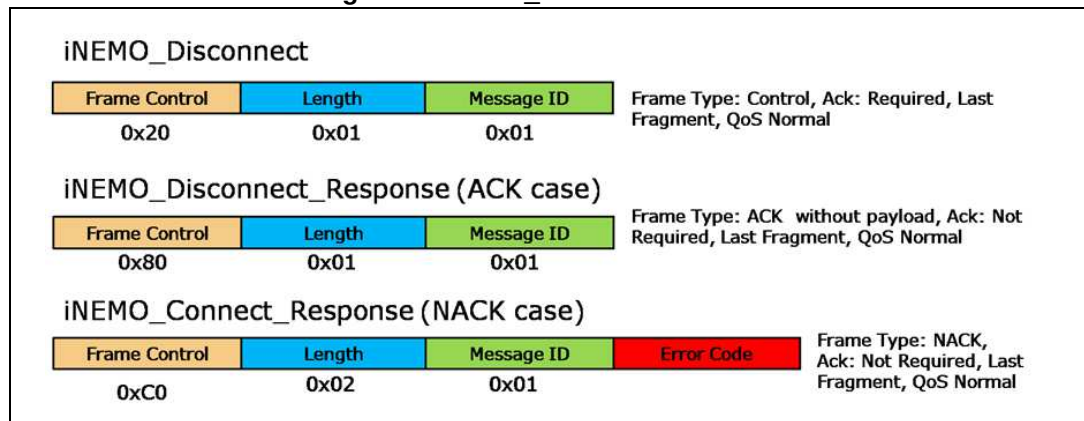 iNEMO_Disconnect
Frame Control Length Message ID
0x20 0x01 0x01
Frame Type: Control, Ack: Required, Last
Fragment, QoS Normal
iNEMO_Disconnect_Response (ACK case)
Frame Control Length Message ID
0x80 0x01 0x01
Frame Type: ACK without payload, Ack: Not
Required, Last Fragment, QoS Normal
iNEMO_Connect_Response (NACK case)
Frame Control Length Message ID Error Code
0xC0 0x02 0x01
Frame Type: NACK,
Ack: Not Required, Last
Fragment, QoS Normal